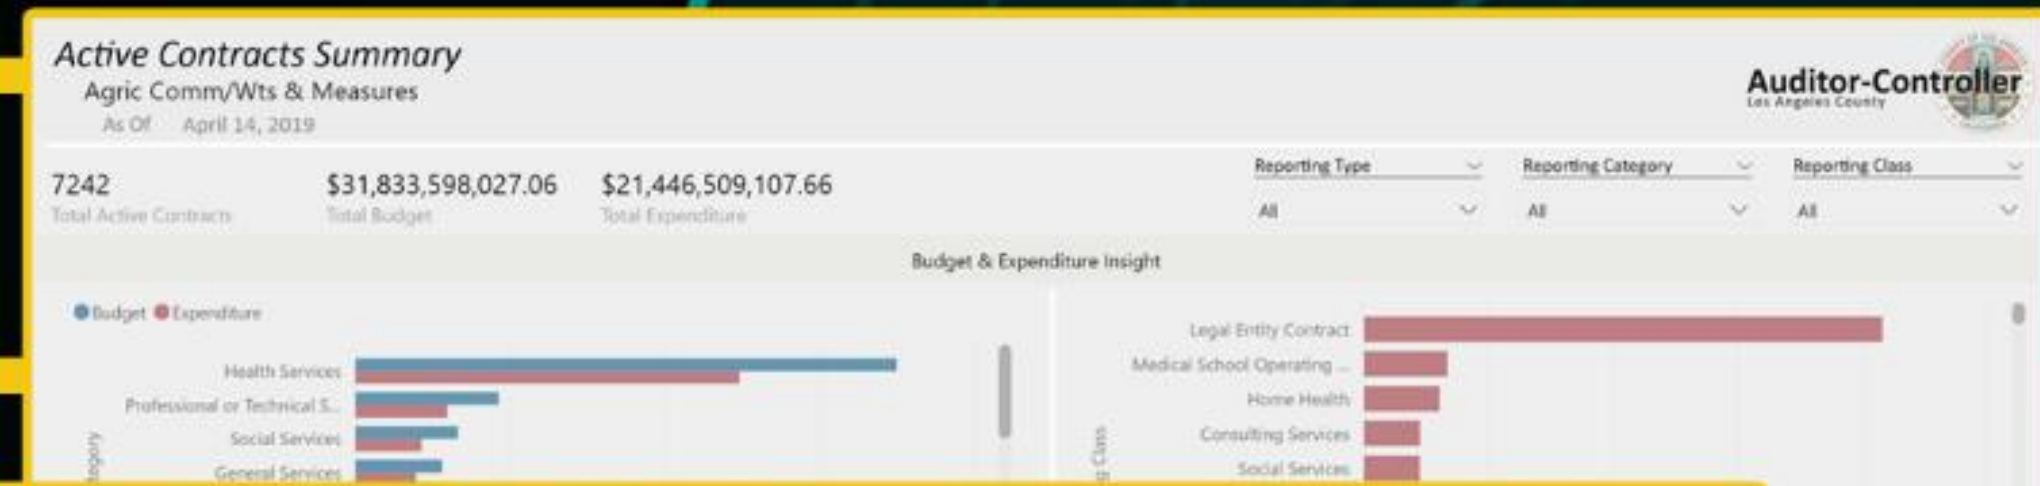 Active Contracts Summary
Agric Comm/Wts & Measures
As Of April 14, 2019
Auditor-Controller
Los Angeles County
7242
Total Active Contracts
$31,833,598,027.06
Total Budget
$21,446,509,107.66
Total Expenditure
Reporting Type
All
Reporting Category
All
Reporting Class
All
Budget & Expenditure Insight
Budget Expenditure
Health Services
Professional or Technical S...
Social Services
General Services
Legal Entity Contract
Medical School Operating ...
Home Health
Consulting Services
Social Services